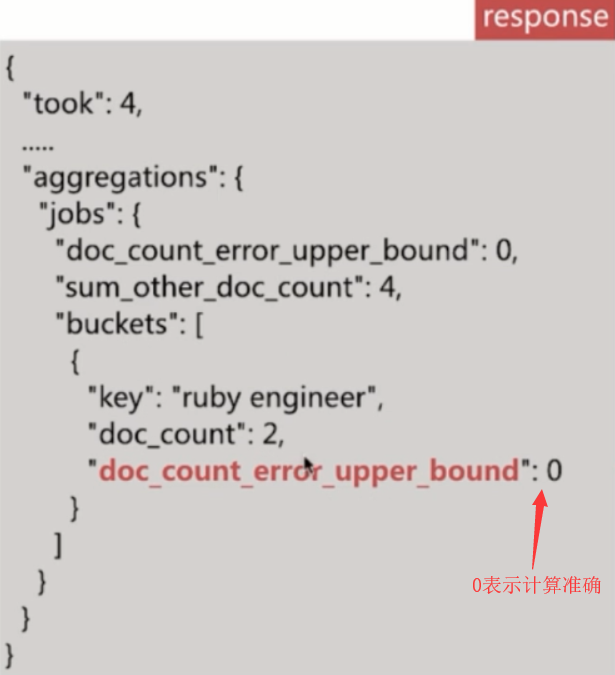 response
{
"took": 4,
.....
"aggregations": {
"jobs": {
"doc_count_error_upper_bound": 0,
"sum_other_doc_count": 4,
"buckets": [
{
"key": "ruby engineer",
"doc_count": 2,
"doc_count_error_upper_bound": 0
}
]
0表示计算准确
}
}
}